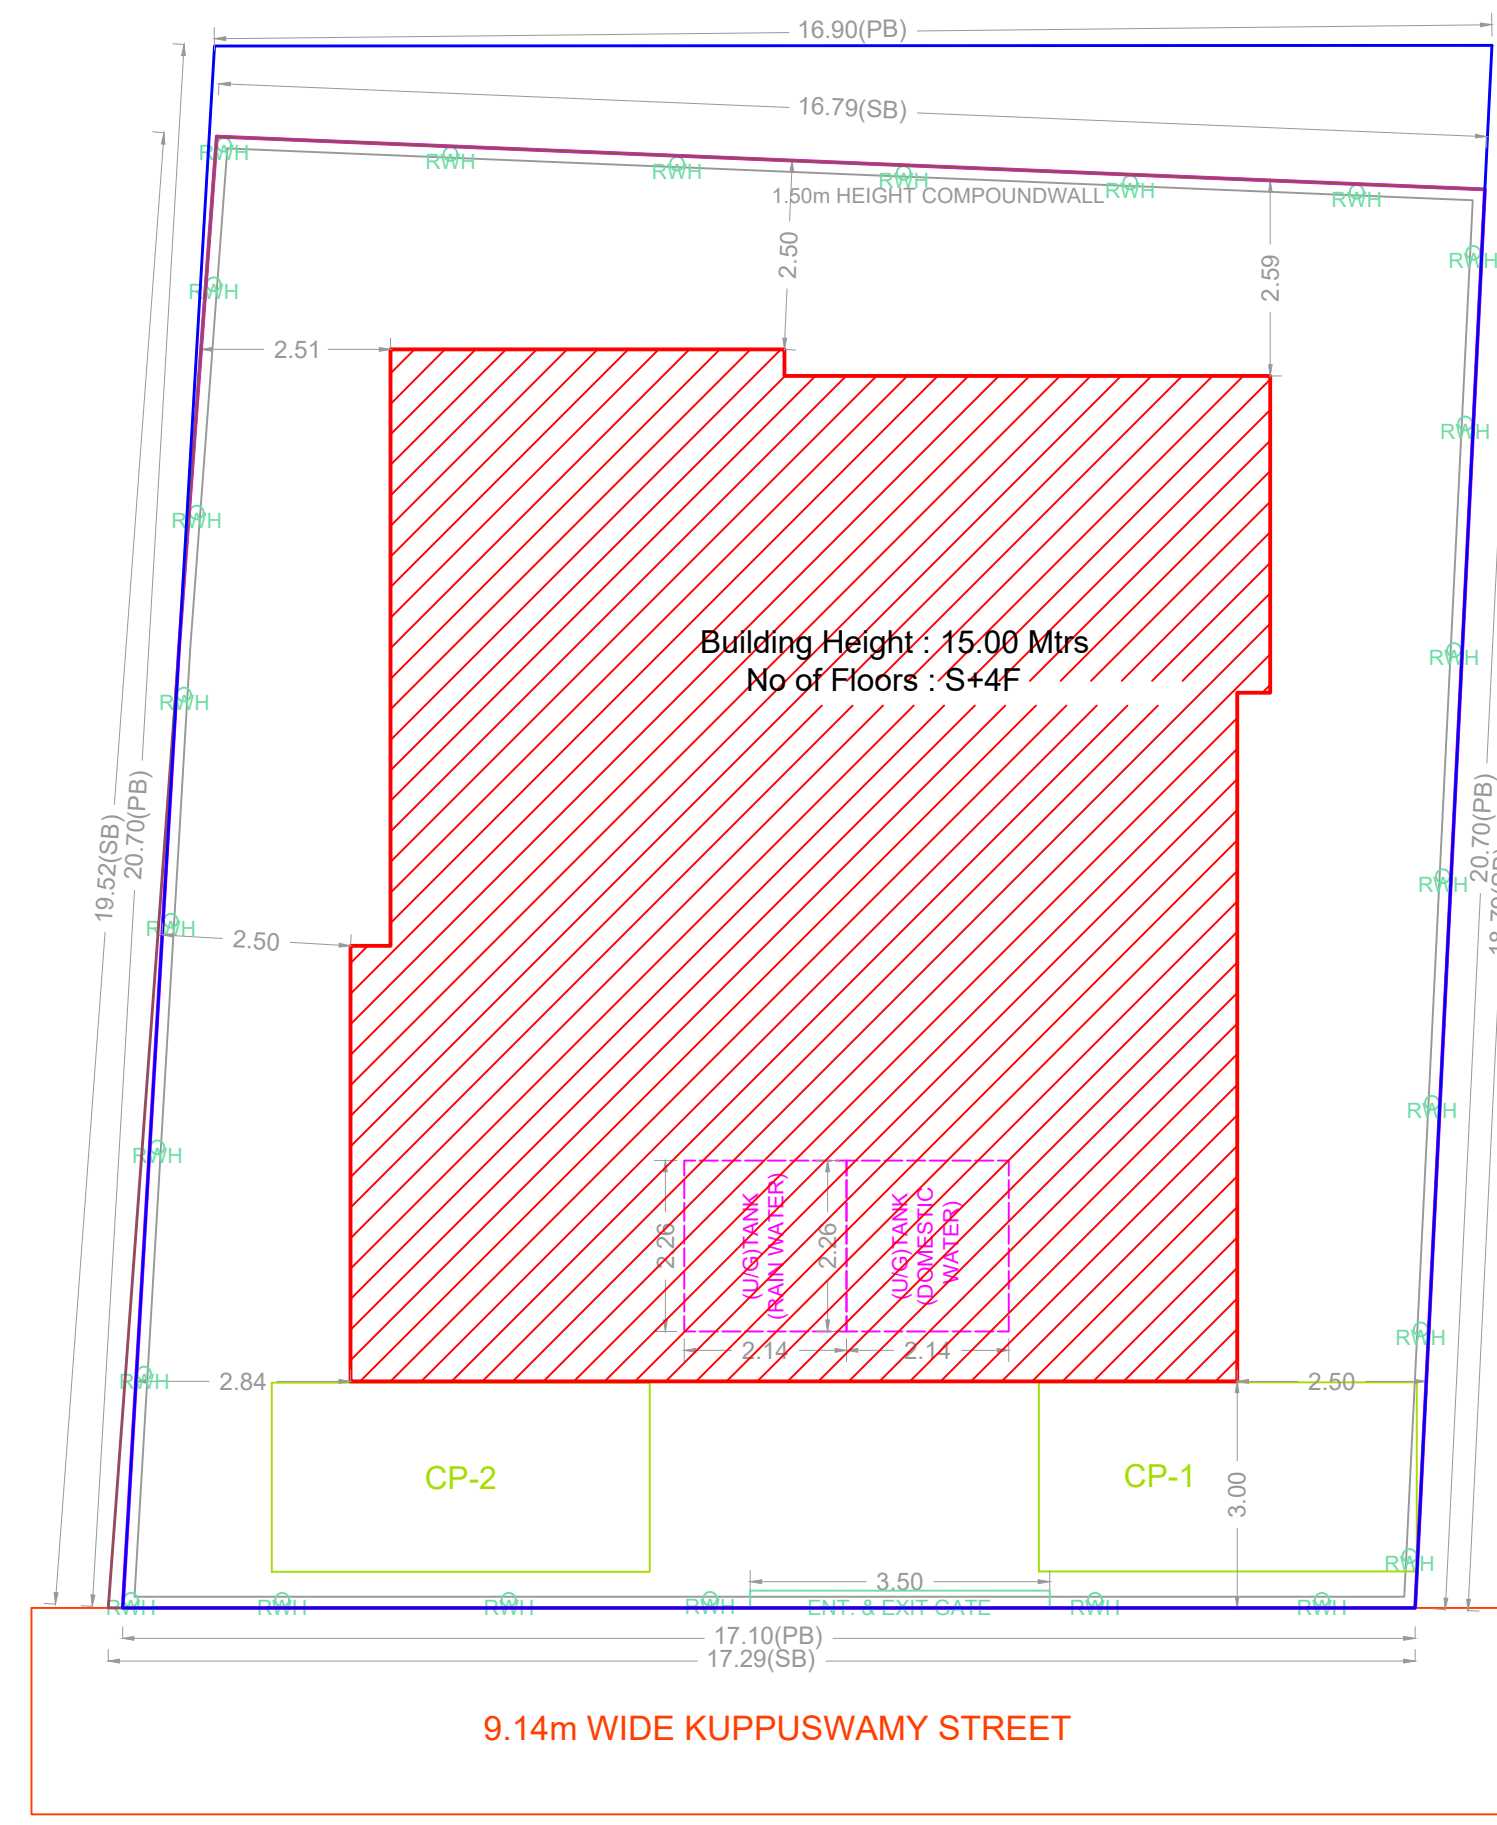 16.90(PB)
16.79(SB)
RWH
RWH
RWH
RWH
RWH
RWH
1.50m HEIGHT COMPOUNDWALL
2.50
2.59
RWH
RWH
2.51
RWH
RWH
Building Height : 15.00 Mtrs
No of Floors : S+4F
RWH
RWH
19.52(SB)
20.70(PB)
20.70(PB)
RWH
RWH
2.50
RWH
RWH
2.26
(U/G)TANK
(RAIN WATER)
2.26
(U/G)TANK
(DOMESTIC
WATER)
2.14
2.14
RWH
RWH
2.84
2.50
CP-2
CP-1
3.00
RWH
3.50
RWH
RWH
RWH
RWH
ENT. & EXIT GATE
RWH
RWH
17.10(PB)
17.29(SB)
9.14m WIDE KUPPUSWAMY STREET